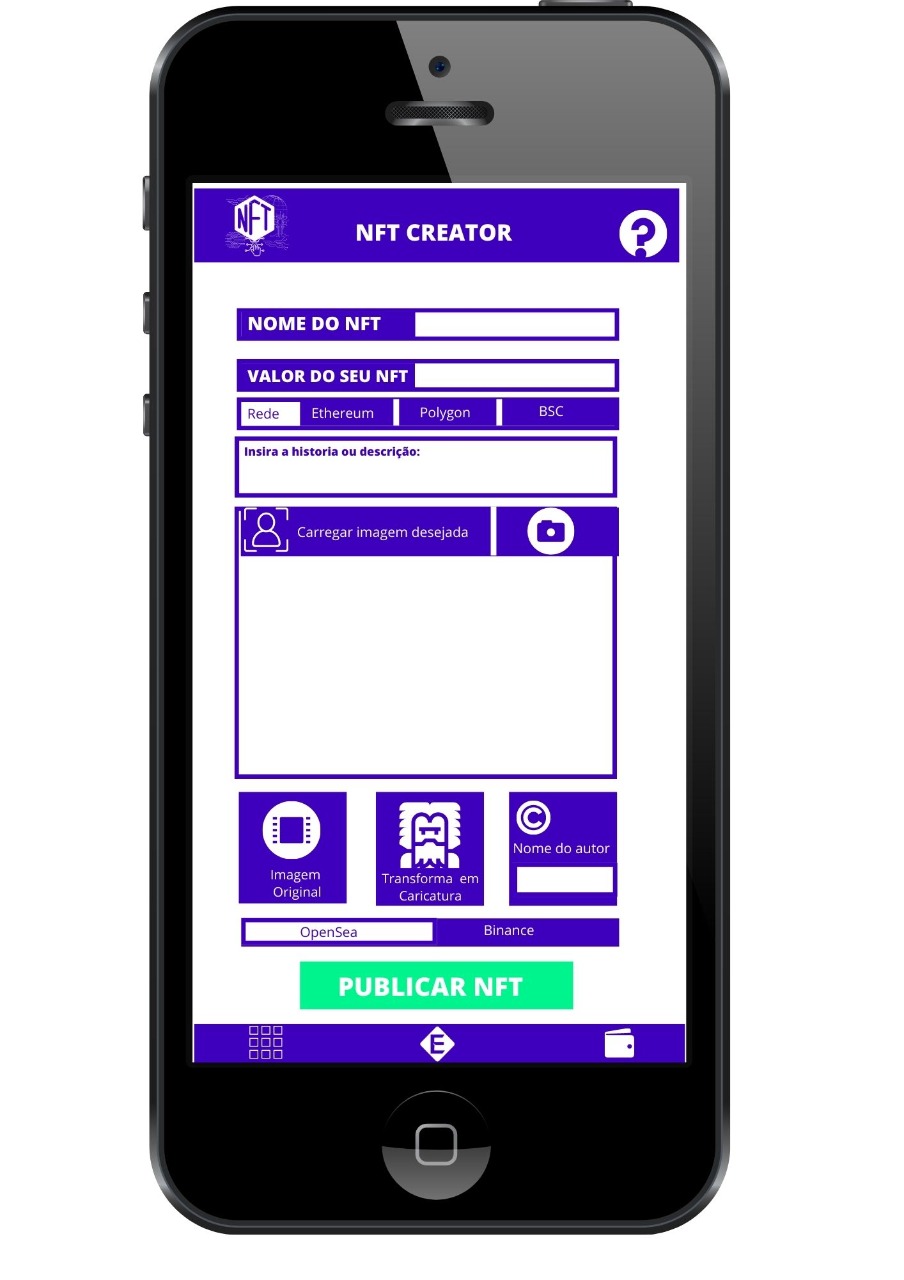 NFT
NFT CREATOR
?
NOME DO NFT
VALOR DO SEU NFT
Rede Ethereum Polygon BSC
Insira a historia ou descrição:
Carregar imagem desejada
Imagem
Original
Transforma em
Caricatura
©
Nome do autor
OpenSea Binance
PUBLICAR NFT
E